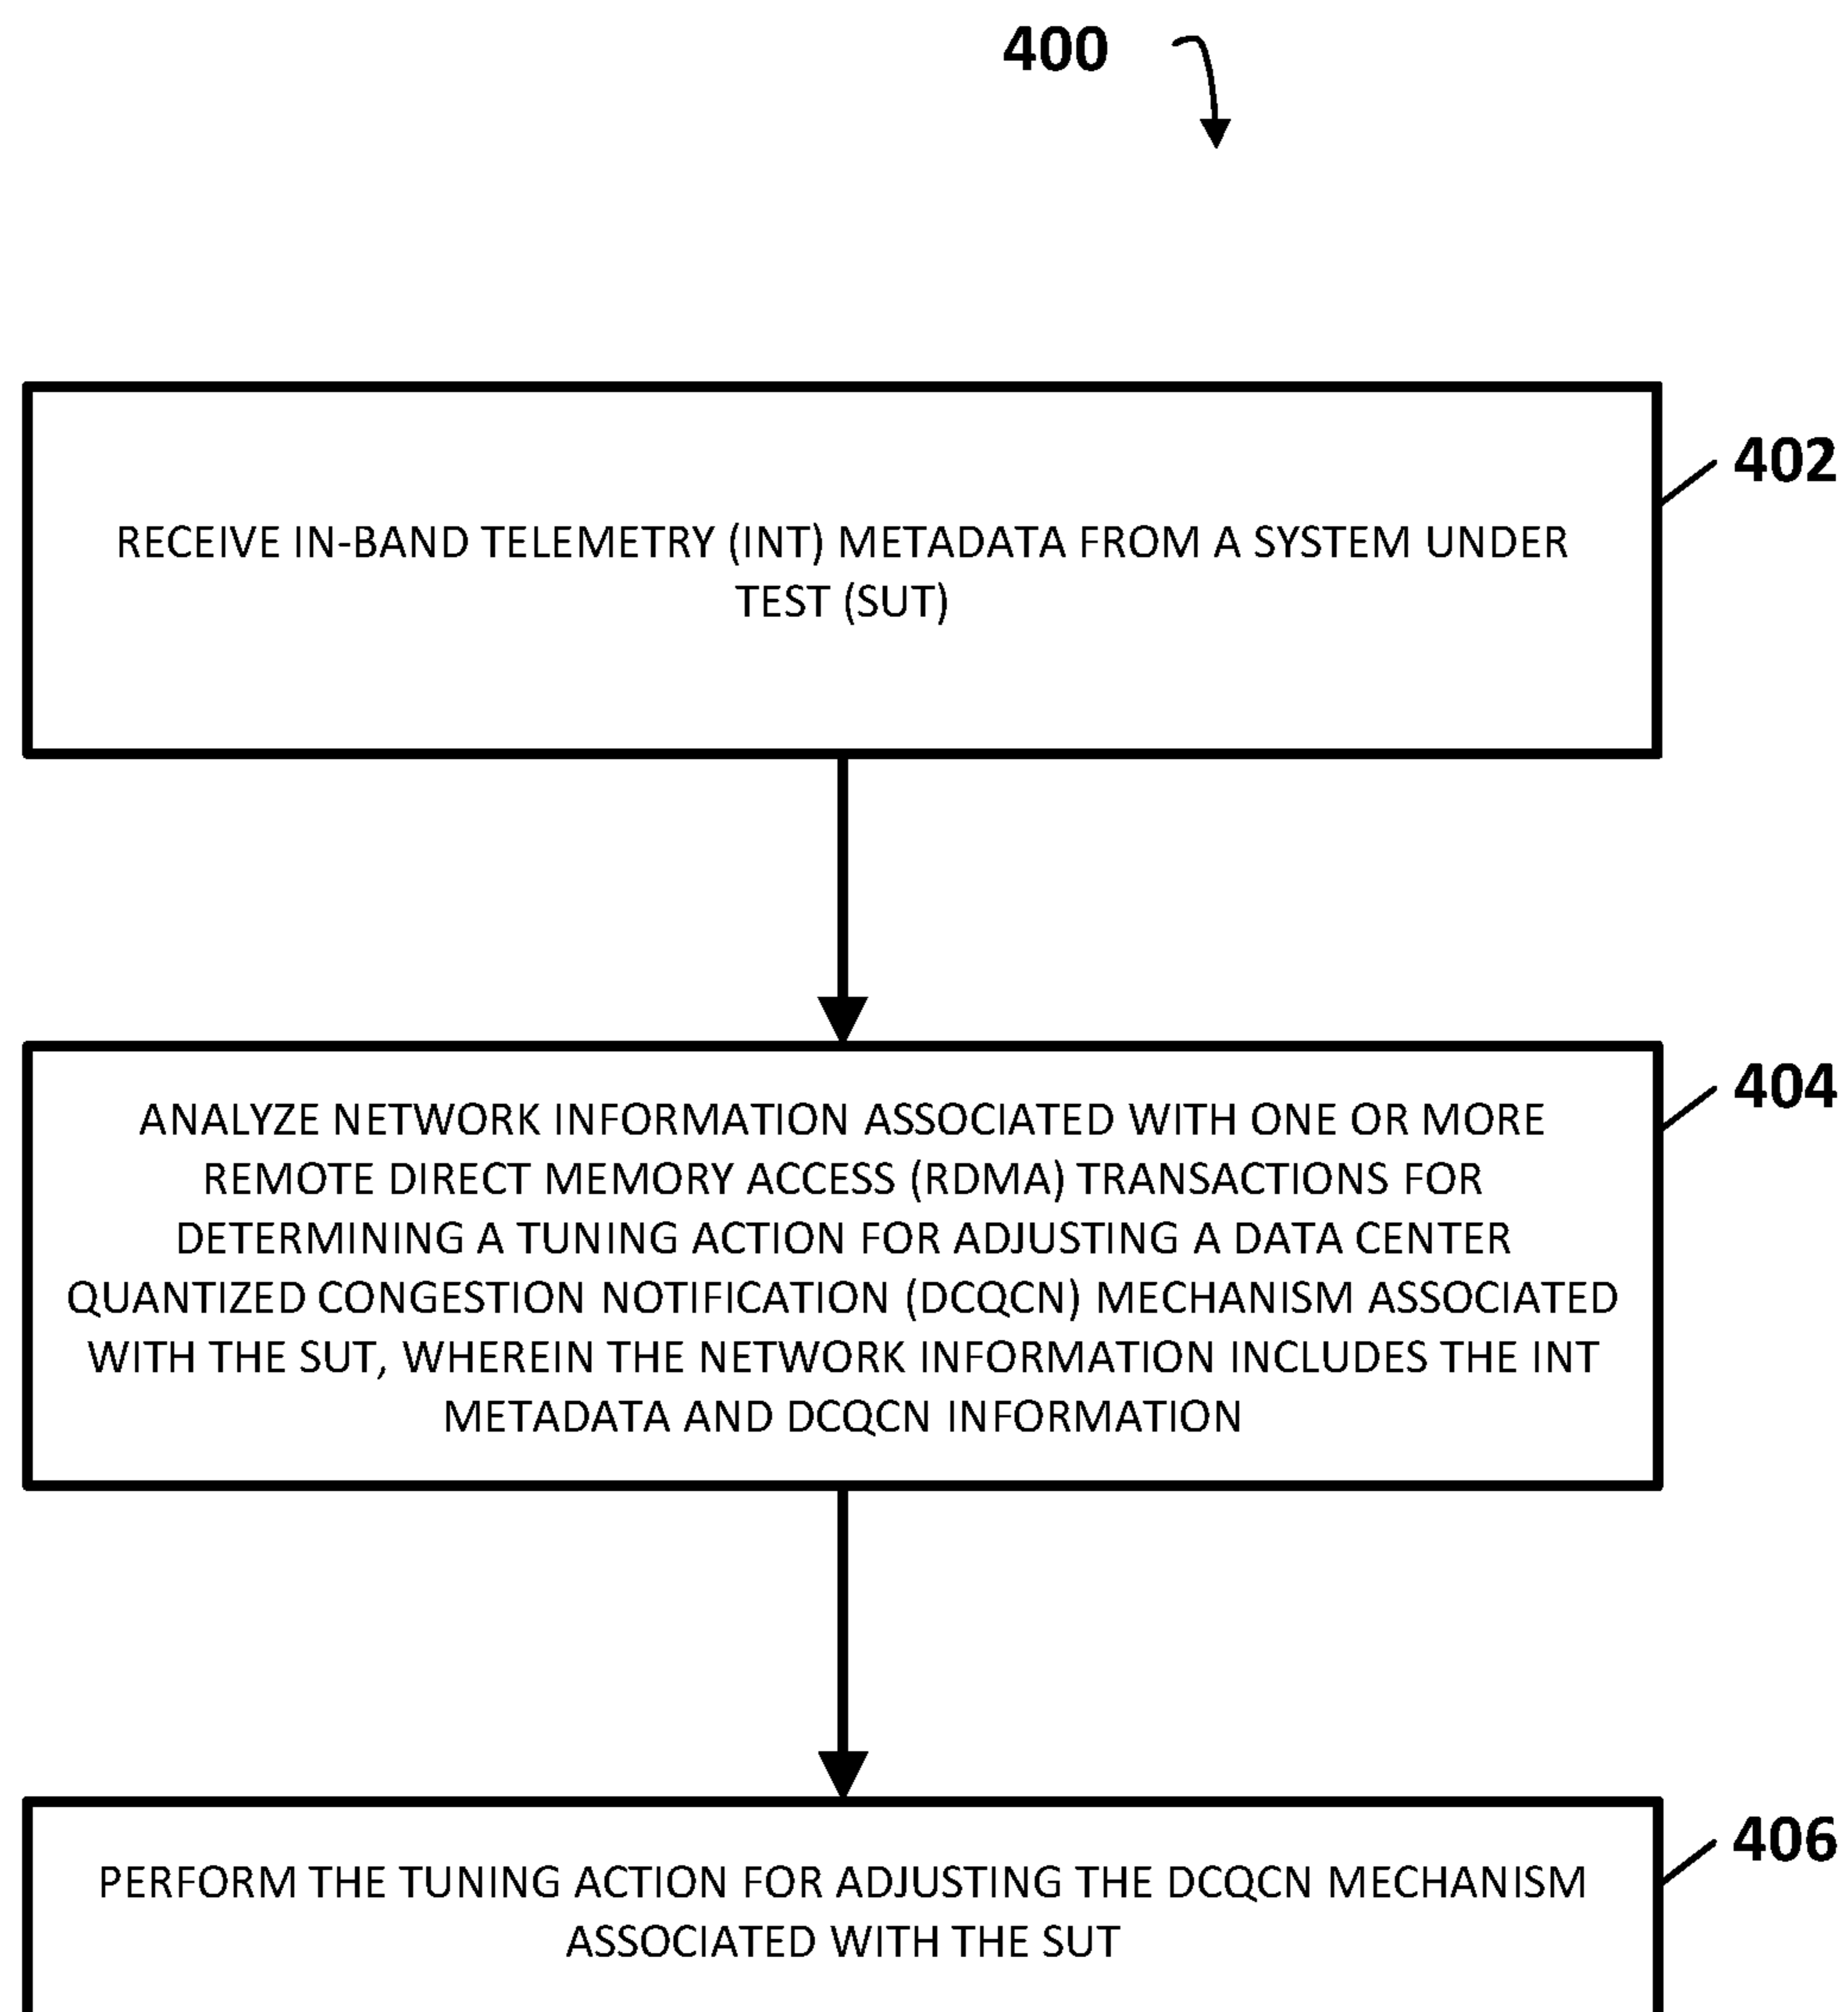 400
402
RECEIVE IN-BAND TELEMETRY (INT) METADATA FROM A SYSTEM UNDER
TEST (SUT)
404
ANALYZE NETWORK INFORMATION ASSOCIATED WITH ONE OR MORE
REMOTE DIRECT MEMORY ACCESS (RDMA) TRANSACTIONS FOR
DETERMINING A TUNING ACTION FOR ADJUSTING A DATA CENTER
QUANTIZED CONGESTION NOTIFICATION (DCQCN) MECHANISM ASSOCIATED
WITH THE SUT, WHEREIN THE NETWORK INFORMATION INCLUDES THE INT
METADATA AND DCQCN INFORMATION
406
PERFORM THE TUNING ACTION FOR ADJUSTING THE DCQCN MECHANISM
ASSOCIATED WITH THE SUT